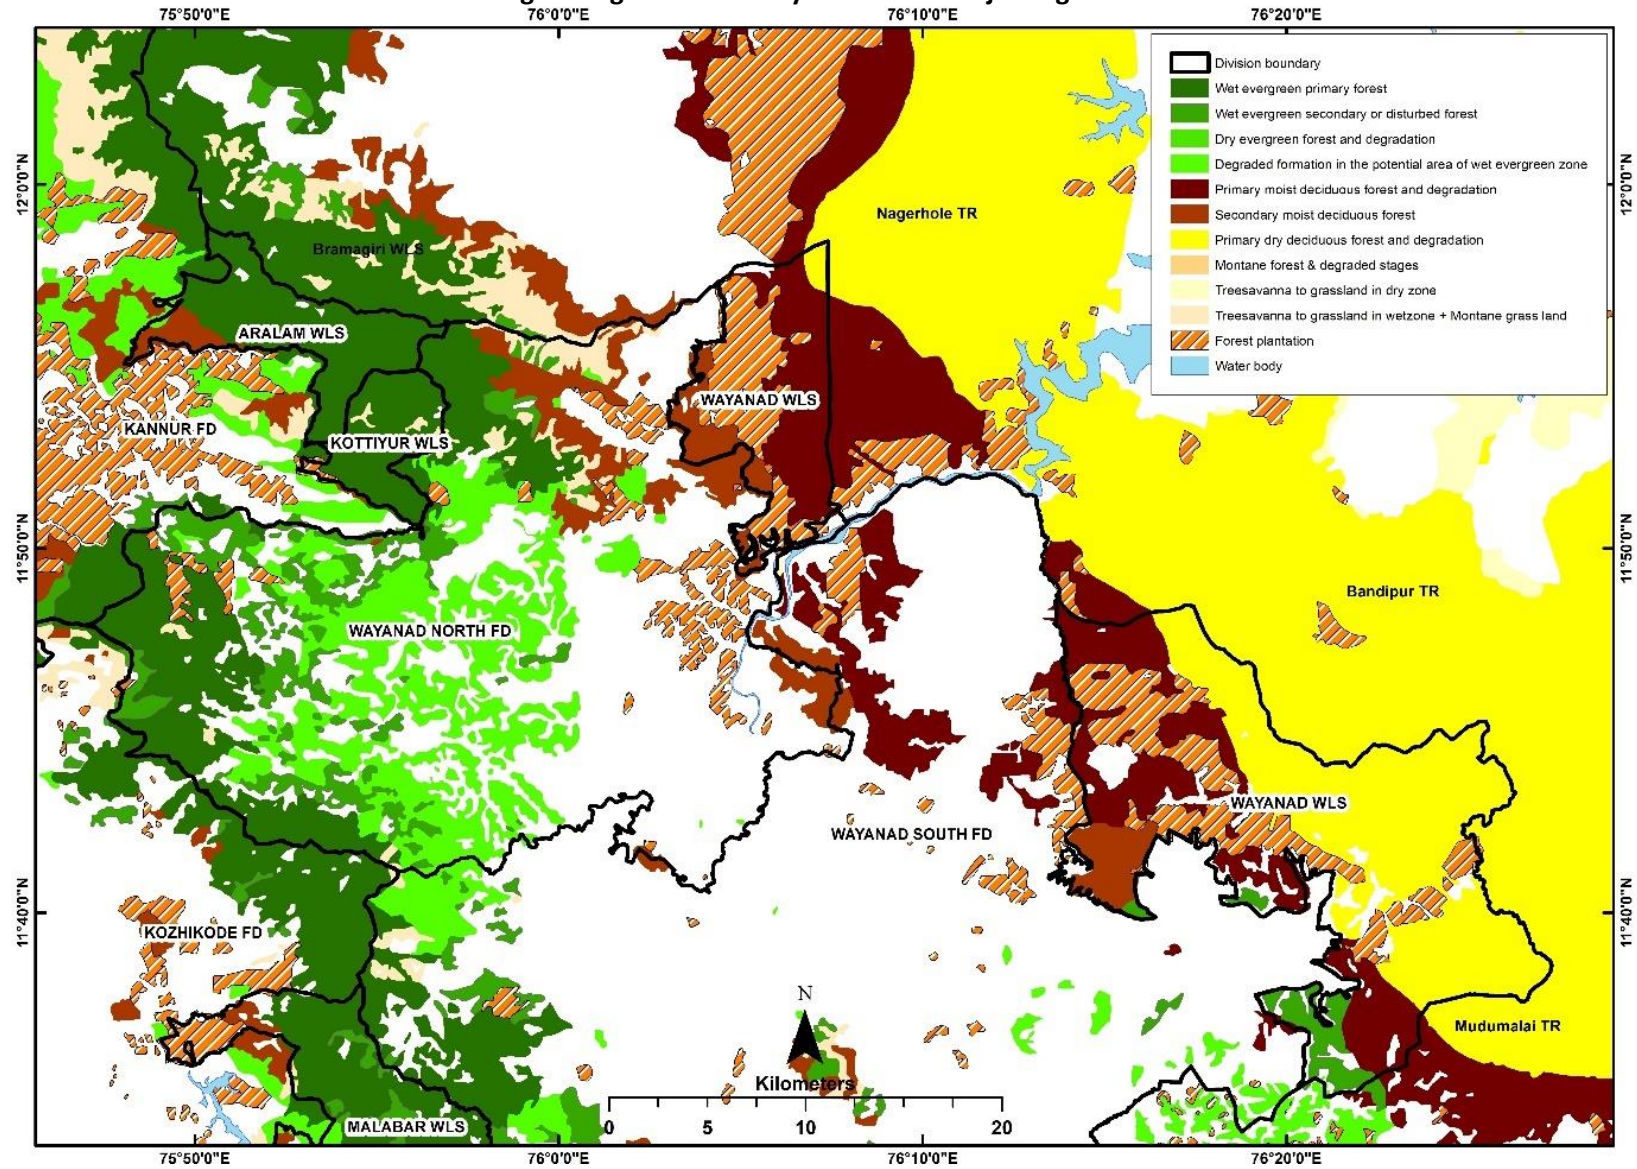 75°50'0"E
76°0'0"E
76°10'0"E
76°20'0"E
Division boundary
Wet evergreen primary forest
Wet evergreen secondary or disturbed forest
Dry evergreen forest and degradation
Degraded formation in the potential area of wet evergreen zone
Primary moist deciduous forest and degradation
Secondary moist deciduous forest
Primary dry deciduous forest and degradation
Montane forest & degraded stages
Treesavanna to grassland in dry zone
Treesavanna to grassland in wetzone + Montane grass land
Forest plantation
Water body
12°0'0"N
12°0'0"N
Nagerhole TR
Bramagiri WLS
ARALAM WLS
WAYANAD WLS
KANNUR FD
KOTTIYUR WLS
11°50'0"N
11°50'0"N
Bandipur TR
WAYANAD NORTH FD
WAYANAD WLS
WAYANAD SOUTH FD
11°40'0"N
11°40'0"N
KOZHIKODE FD
N
Mudumalai TR
Kilometers
0 5 10 20
MALABAR WLS
75°50'0"E
76°0'0"E
76°10'0"E
76°20'0"E